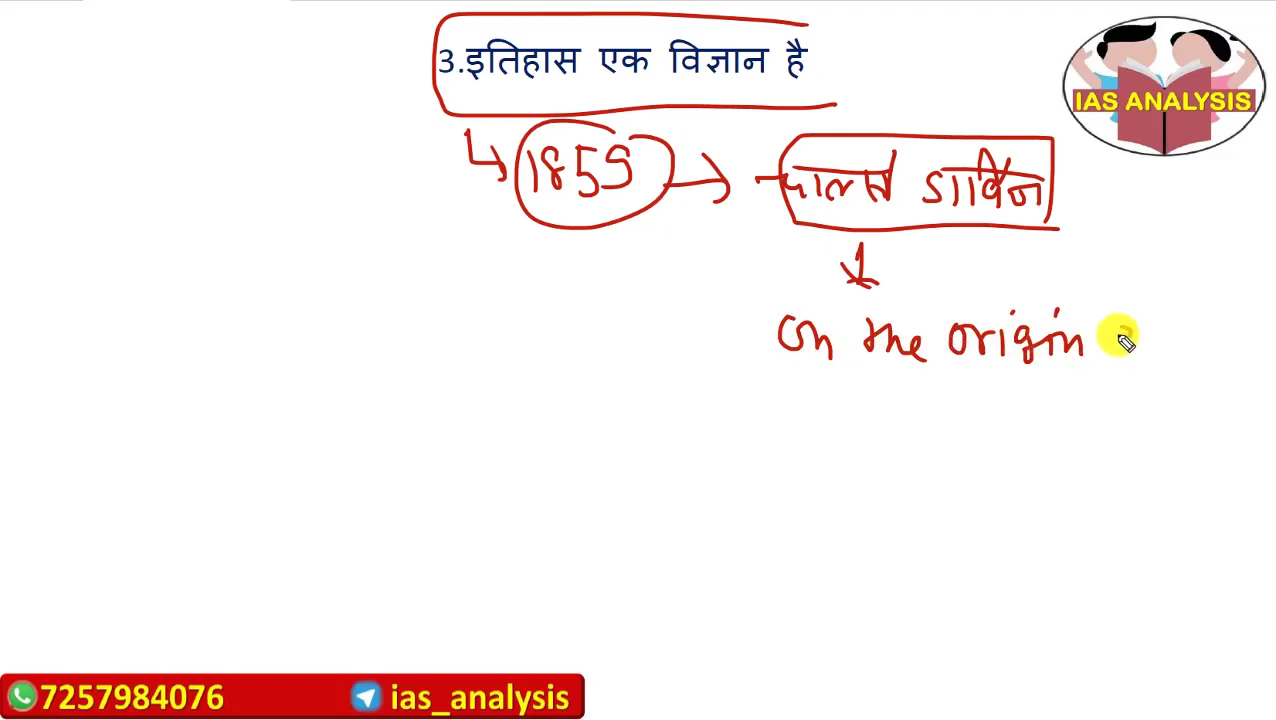 3.इतिहास एक विज्ञान है
IAS ANALYSIS
1859
चार्ल्स डार्विन
On the origin
7257984076
ias_analysis